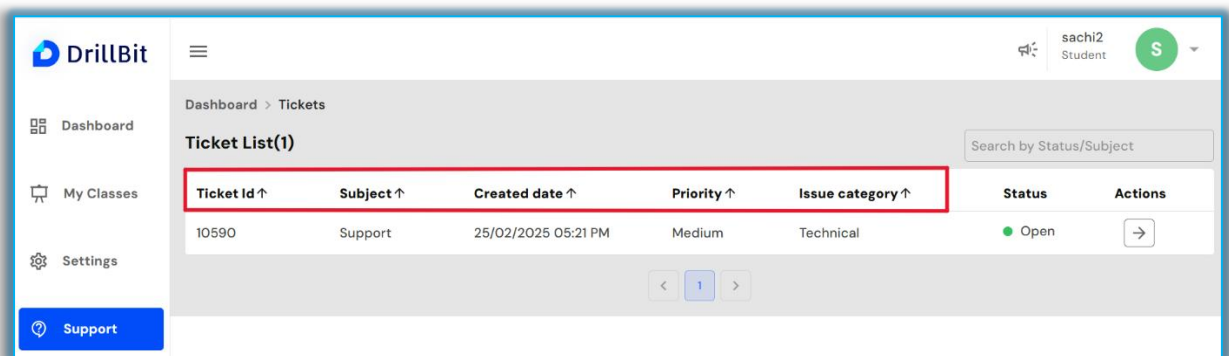 DrillBit
sachi2
Student
S
Dashboard > Tickets
Dashboard
Ticket List(1)
Search by Status/Subject
My Classes
Ticket Id ↑ Subject ↑ Created date ↑ Priority ↑ Issue category ↑ Status Actions
10590 Support 25/02/2025 05:21 PM Medium Technical Open
Settings
< 1 >
Support